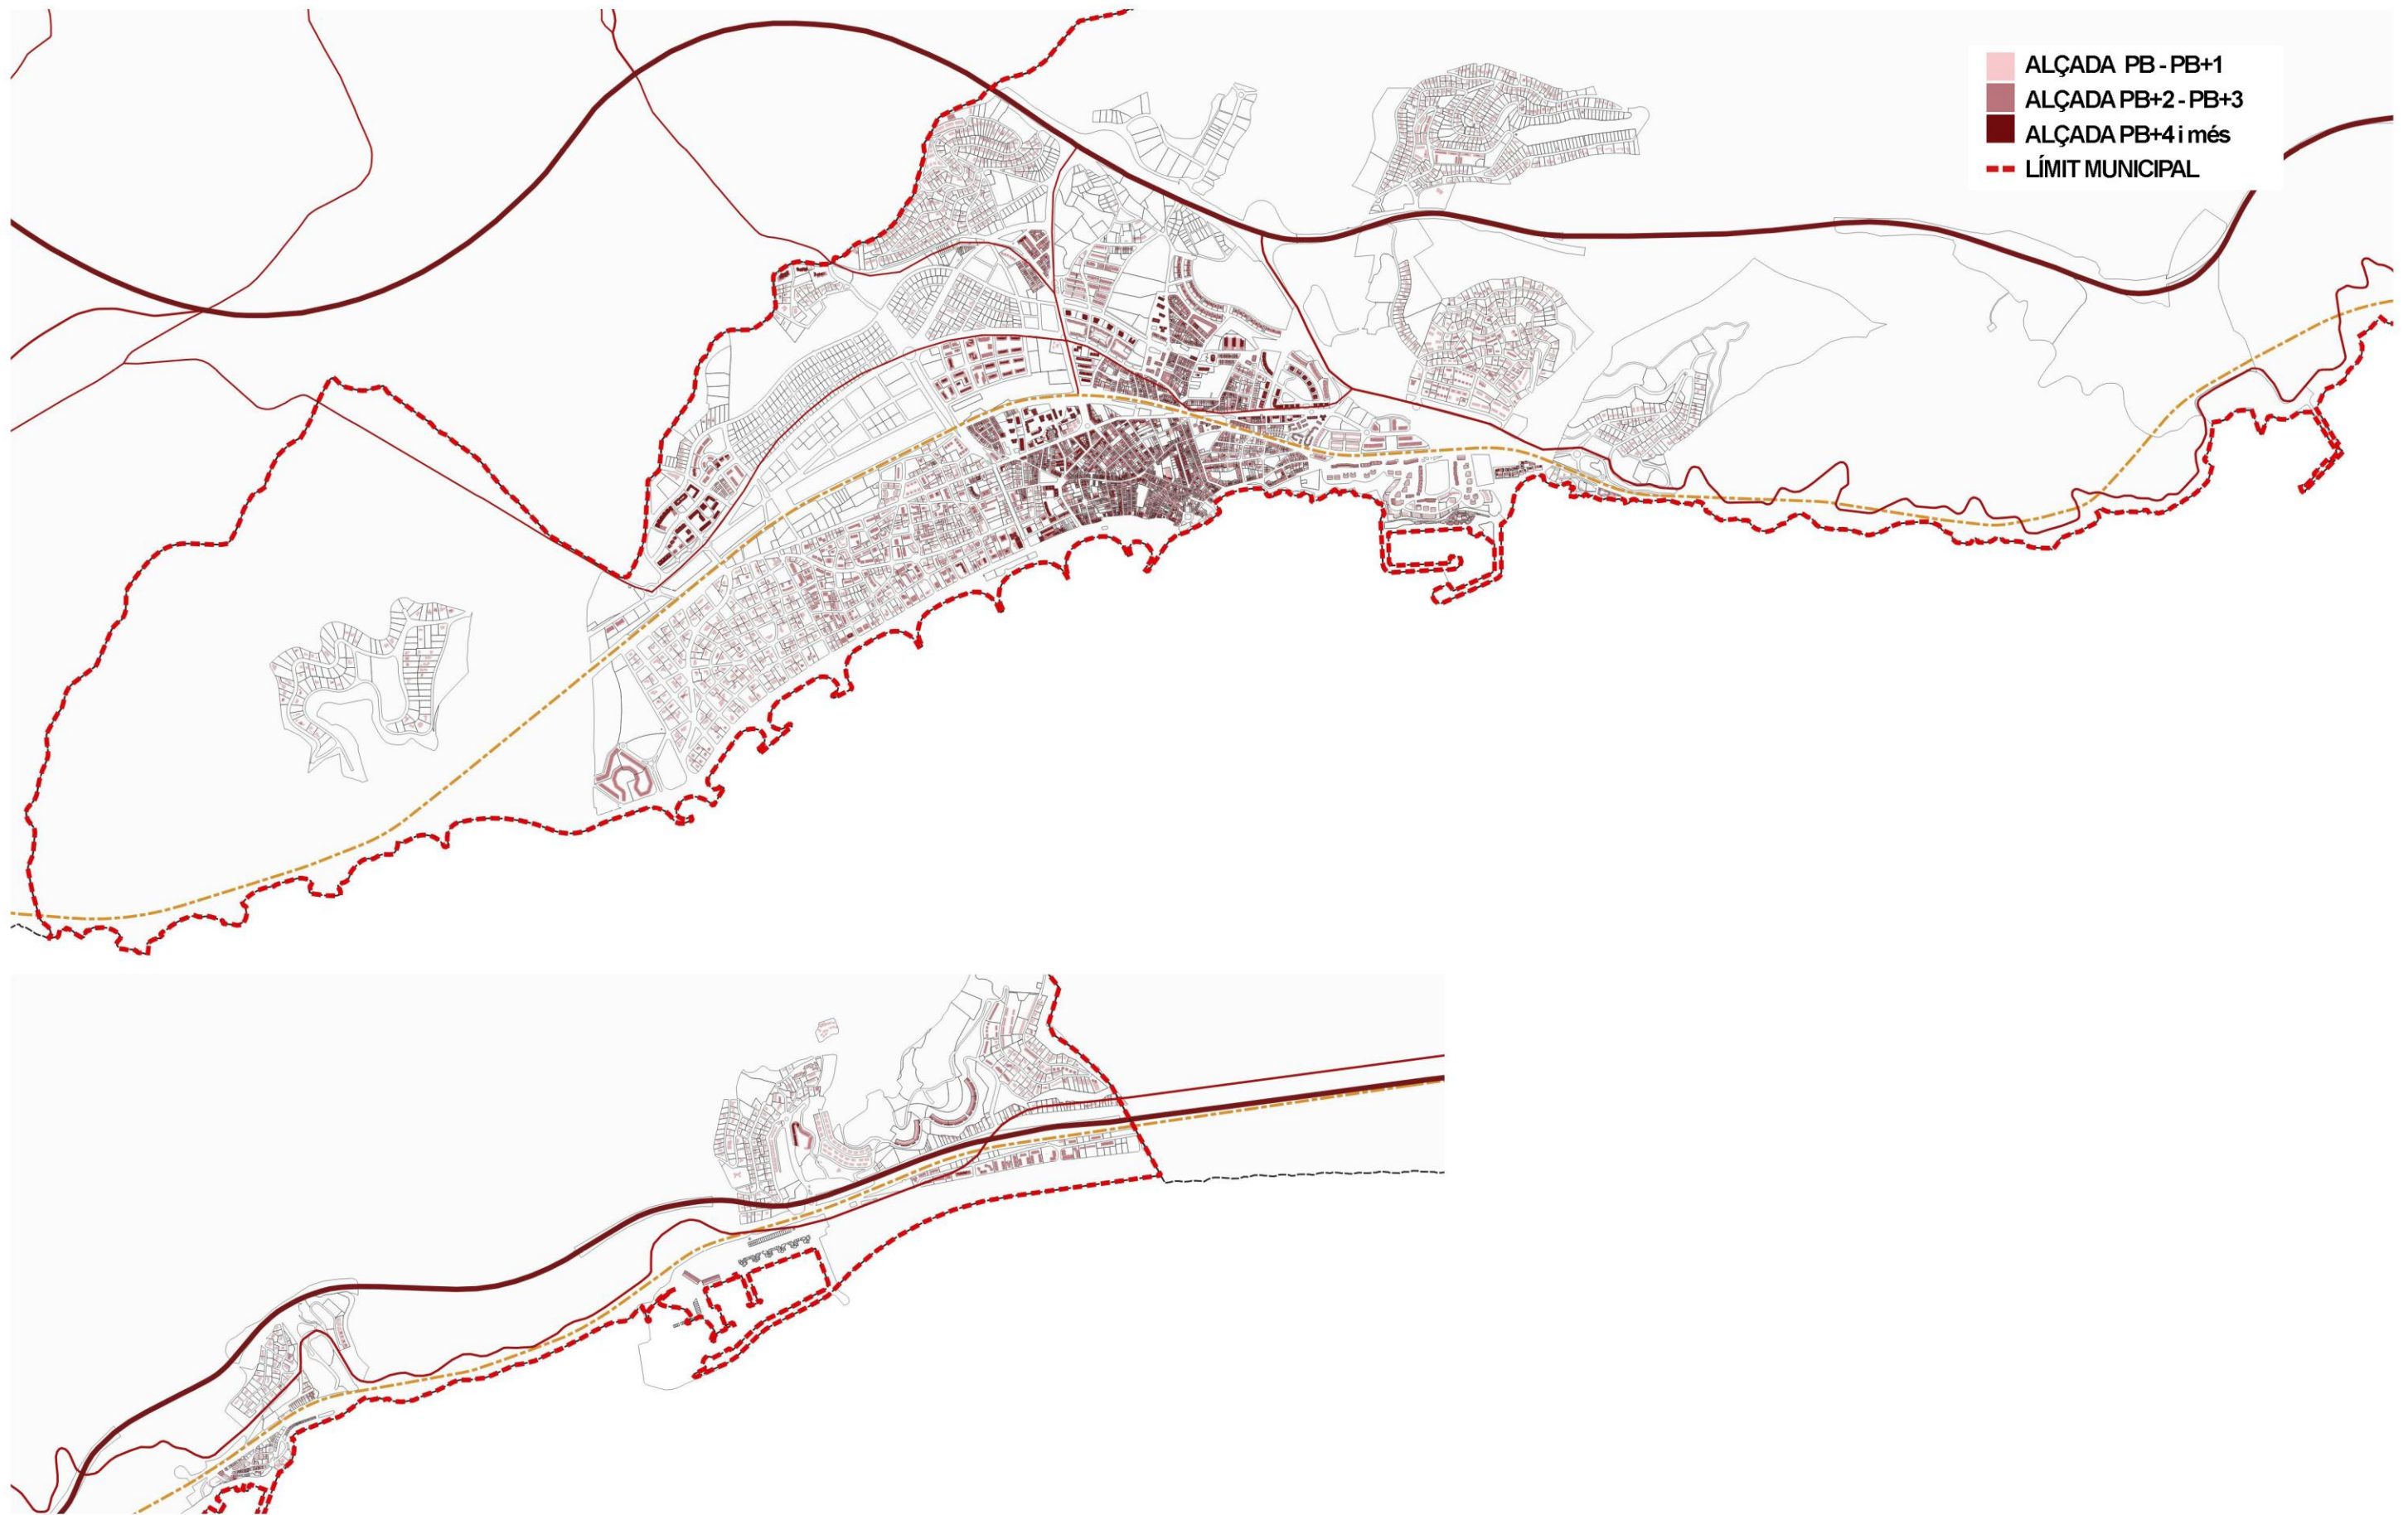 ALÇADA PB - PB+1
ALÇADA PB+2 - PB+3
ALÇADA PB+4 i més
LÍMIT MUNICIPAL